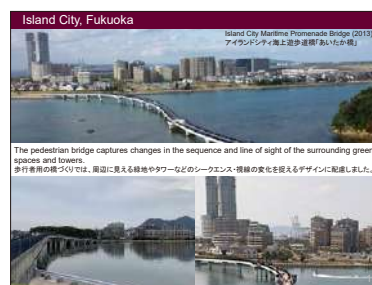 Island City, Fukuoka
Island City Maritime Promenade Bridge (2013)
アイランドシティ海上遊歩道橋「あいたか橋」
The pedestrian bridge captures changes in the sequence and line of sight of the surrounding green
spaces and towers.
歩行者用の橋づくりでは、周辺に見える緑地やタワーなどのシークエンス・視線の変化を捉えるデザインに配慮しました。